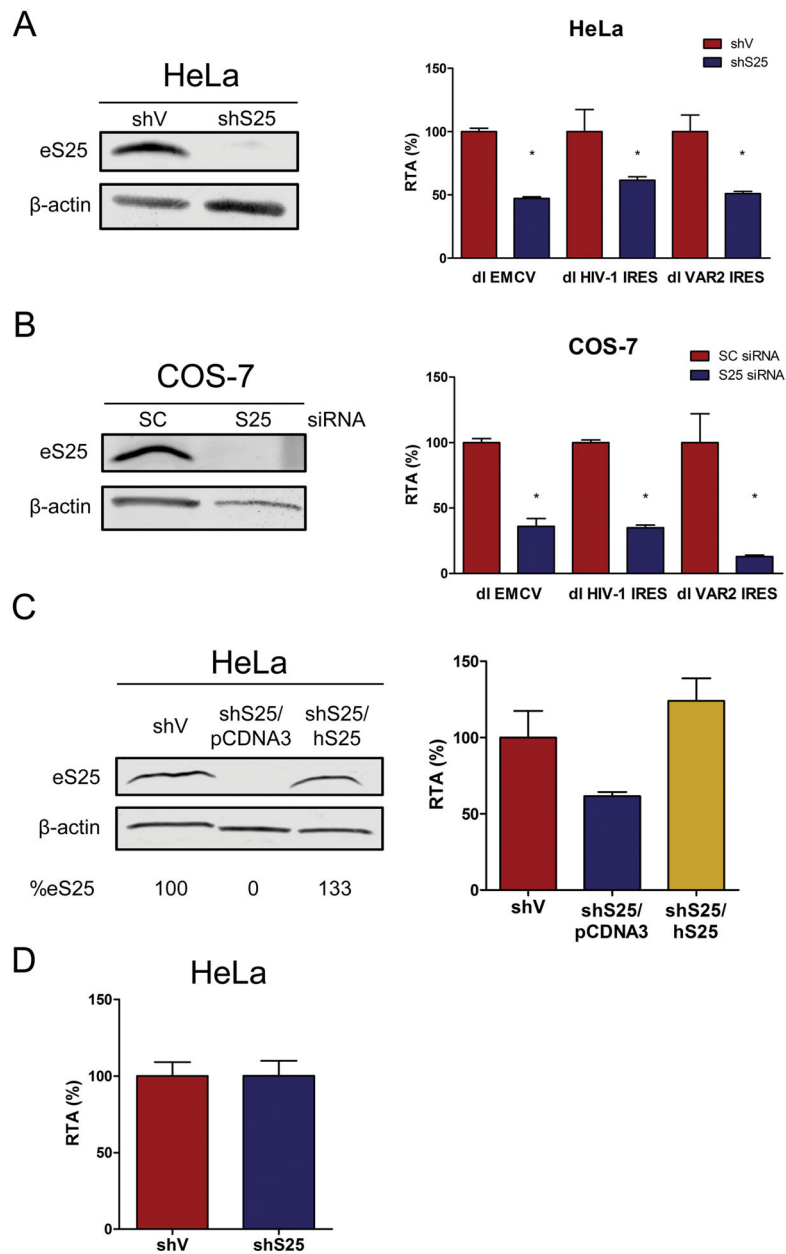 A
HeLa
shV shS25
eS25
β-actin
HeLa
shV
shS25
RTA (%)
150
100
50
0
*
*
*
dl EMCV
dl HIV-1 IRES
dl VAR2 IRES
B
COS-7
SC S25 siRNA
eS25
β-actin
COS-7
SC siRNA
S25 siRNA
RTA (%)
150
100
50
0
*
*
*
dl EMCV
dl HIV-1 IRES
dl VAR2 IRES
C
HeLa
shV
shS25/
pCDNA3
shS25/
hS25
eS25
β-actin
%eS25 100 0 133
RTA (%)
150
100
50
0
shV
shS25/
pCDNA3
shS25/
hS25
D
HeLa
RTA (%)
150
100
50
0
shV
shS25